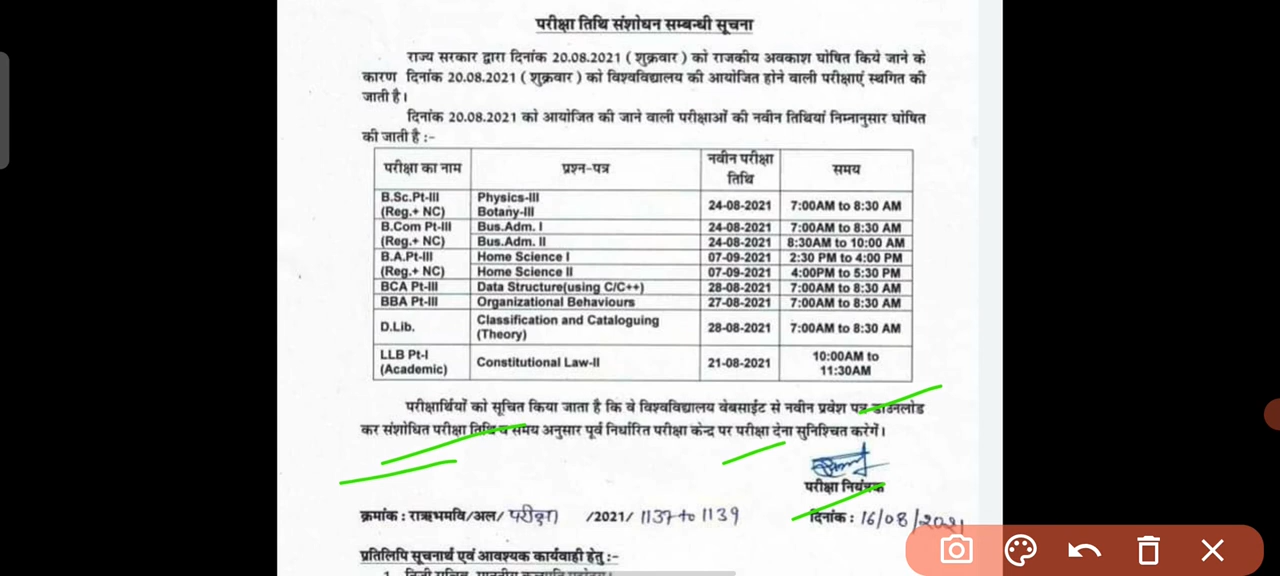 परीक्षा तिथि संशोधन सम्बन्धी सूचना
राज्य सरकार द्वारा दिनांक 20.08.2021 ( शुक्रवार ) को राजकीय अवकाश घोषित किये जाने के
कारण दिनांक 20.08.2021 ( शुक्रवार ) को विश्वविद्यालय की आयोजित होने वाली परीक्षाएं स्थगित की
जाती है।
दिनांक 20.08.2021 को आयोजित की जाने वाली परीक्षाओं की नवीन तिथियां निम्नानुसार घोषित
की जाती है :-
परीक्षा का नाम प्रश्न-पत्र नवीन परीक्षा तिथि समय
B.Sc.Pt-III Physics-III
(Reg.+ NC) Botany-III 24-08-2021 7:00AM to 8:30 AM
B.Com Pt-III Bus.Adm. I 24-08-2021 7:00AM to 8:30 AM
(Reg.+ NC) Bus.Adm. II 24-08-2021 8:30AM to 10:00 AM
B.A.Pt-III Home Science I 07-09-2021 2:30 PM to 4:00 PM
(Reg.+ NC) Home Science II 07-09-2021 4:00PM to 5:30 PM
BCA Pt-III Data Structure(using C/C++) 28-08-2021 7:00AM to 8:30 AM
BBA Pt-III Organizational Behaviours 27-08-2021 7:00AM to 8:30 AM
D.Lib. Classification and Cataloguing (Theory) 28-08-2021 7:00AM to 8:30 AM
LLB Pt-I (Academic) Constitutional Law-II 21-08-2021 10:00AM to 11:30AM
परीक्षार्थियों को सूचित किया जाता है कि वे विश्वविद्यालय वेबसाईट से नवीन प्रवेश पत्र डाउनलोड
कर संशोधित परीक्षा तिथि व समय अनुसार पूर्व निर्धारित परीक्षा केन्द्र पर परीक्षा देना सुनिश्चित करेगें।
परीक्षा नियंत्रक
क्रमांक : राऋभमवि/अल/ परीक्षा /2021/ 1137 to 1139 दिनांक : 16/08/2021
प्रतिलिपि सूचनार्थ एवं आवश्यक कार्यवाही हेतु :-